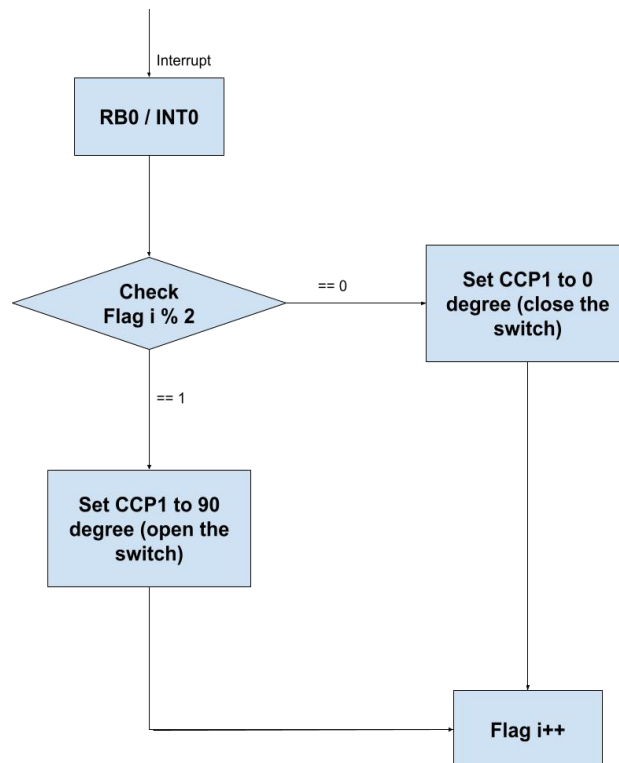 Interrupt
RB0 / INT0
Check
Flag i % 2
== 0
Set CCP1 to 0
degree (close the
switch)
== 1
Set CCP1 to 90
degree (open the
switch)
Flag i++